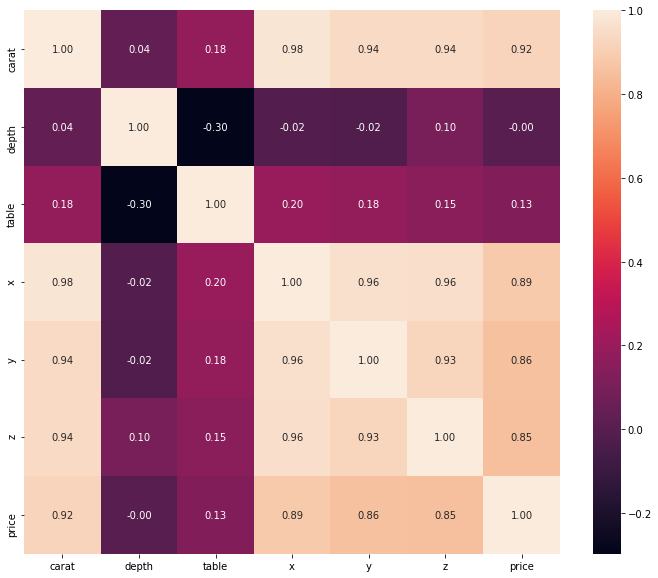 carat 1.00 0.04 0.18 0.98 0.94 0.94 0.92
depth 0.04 1.00 -0.30 -0.02 -0.02 0.10 -0.00
table 0.18 -0.30 1.00 0.20 0.18 0.15 0.13
x 0.98 -0.02 0.20 1.00 0.96 0.96 0.89
y 0.94 -0.02 0.18 0.96 1.00 0.93 0.86
z 0.94 0.10 0.15 0.96 0.93 1.00 0.85
price 0.92 -0.00 0.13 0.89 0.86 0.85 1.00
carat depth table x y z price
1.0
0.8
0.6
0.4
0.2
0.0
−0.2